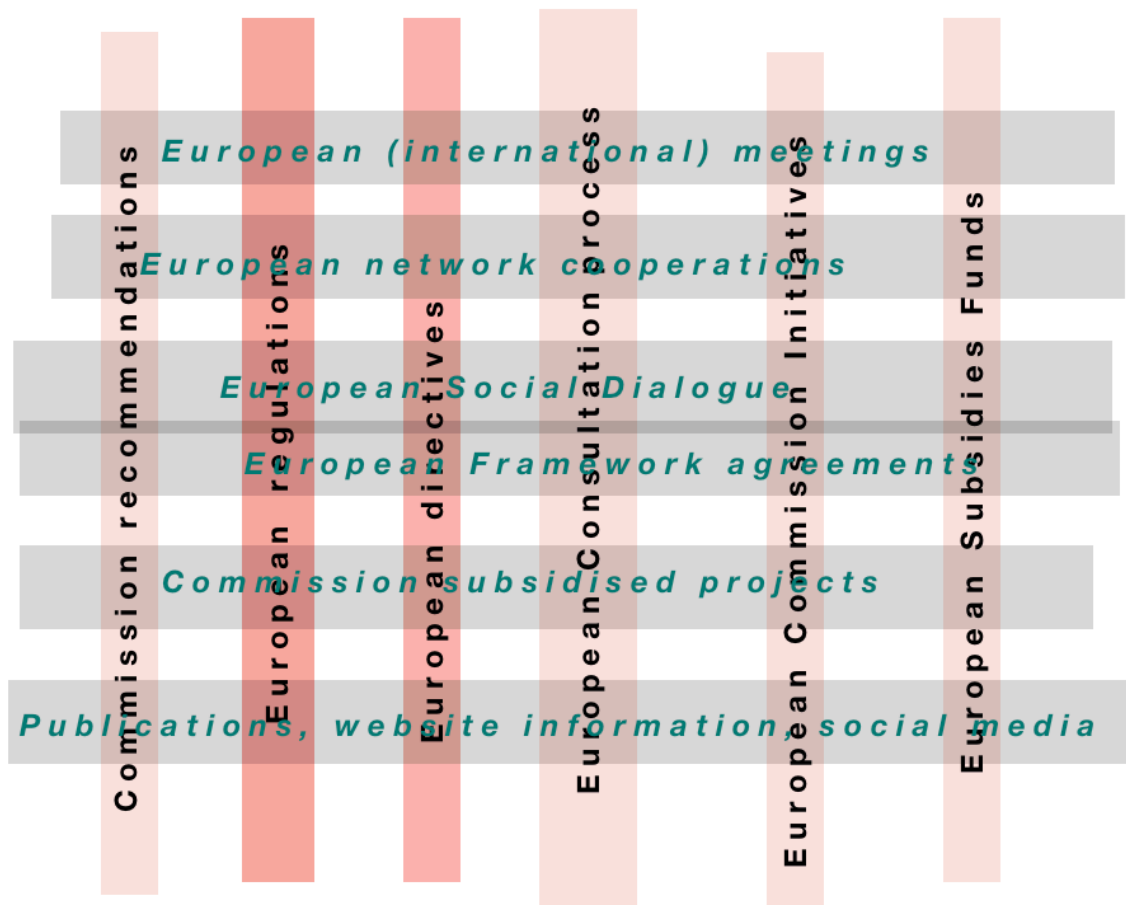 European (international) meetings
European network cooperations
European Social Dialogue
European Framework agreements
Commission subsidised projects
Publications, website information, social media
Commission recommendations
European regulations
European directives
European Consultation process
European Commission Initiatives
European Subsidies Funds